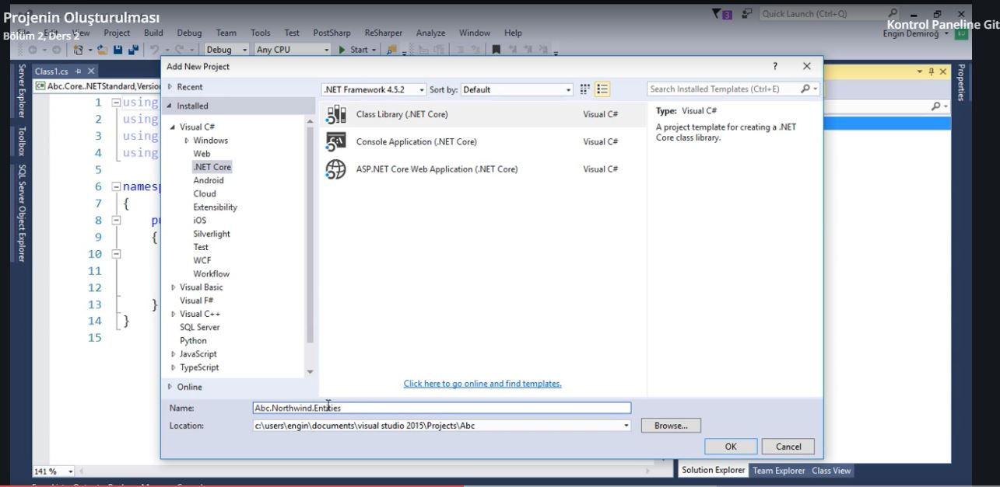 Projenin Oluşturulması
Bölüm 2, Ders 2
Kontrol Paneline Git
3
Quick Launch (Ctrl+Q)
View Project Build Debug Team Tools Test PostSharp ReSharper Analyze Window Help
Engin Demiroğ
Debug Any CPU Start
Server Explorer
Toolbox
SQL Server Object Explorer
Properties
Class1.cs
Abc.Core..NETStandard,Version
1 using
2 using
3 using
4 using
5
6 names
7 {
8
9 {
10
11
12
13 }
14 }
15
141 %
Add New Project
?
Recent
Installed
Visual C#
Windows
Web
.NET Core
Android
Cloud
Extensibility
iOS
Silverlight
Test
WCF
Workflow
Visual Basic
Visual F#
Visual C++
SQL Server
Python
JavaScript
TypeScript
Online
.NET Framework 4.5.2 Sort by: Default
Search Installed Templates (Ctrl+E)
Class Library (.NET Core) Visual C#
Console Application (.NET Core) Visual C#
ASP.NET Core Web Application (.NET Core) Visual C#
Type: Visual C#
A project template for creating a .NET
Core class library.
Click here to go online and find templates.
Name: Abc.Northwind.Entities
Location: c:\users\engin\documents\visual studio 2015\Projects\Abc
Browse...
OK Cancel
Solution Explorer Team Explorer Class View